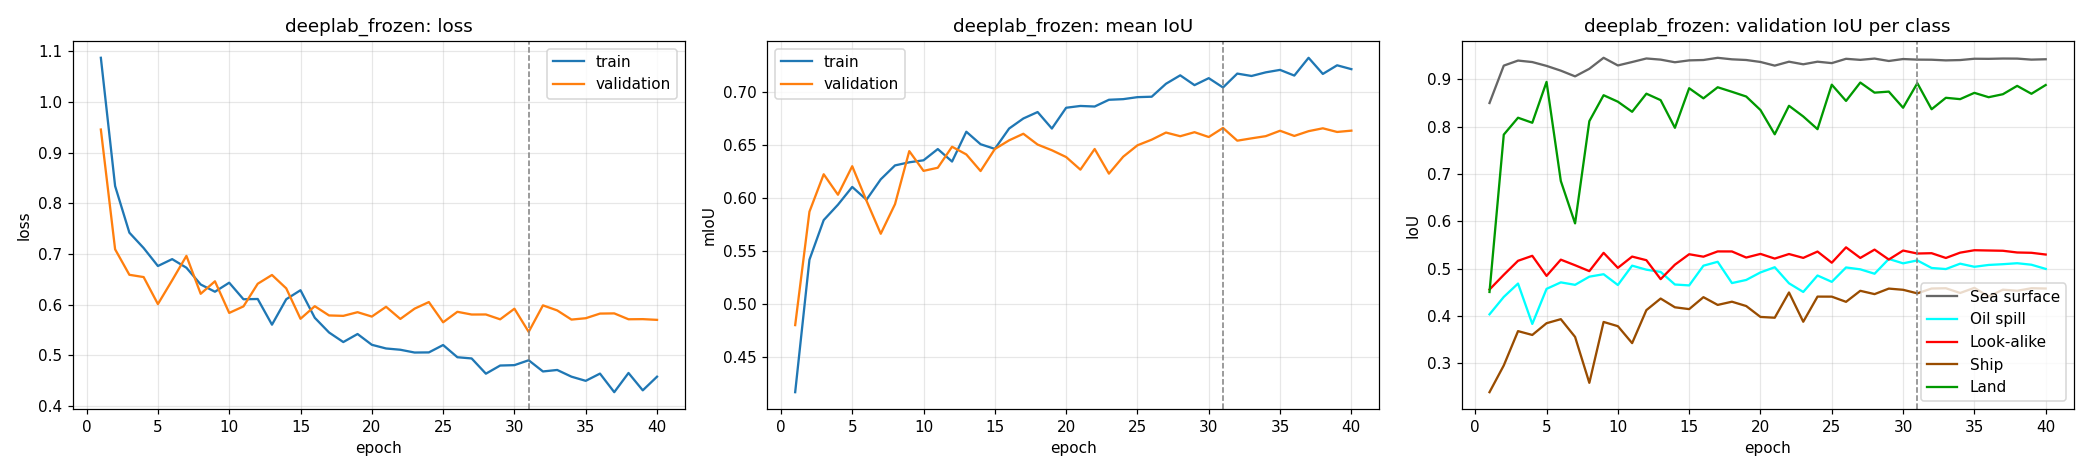 deeplab_frozen: loss
loss
1.1
1.0
0.9
0.8
0.7
0.6
0.5
0.4
train
validation
0 5 10 15 20 25 30 35 40
epoch
deeplab_frozen: mean IoU
mIoU
0.70
0.65
0.60
0.55
0.50
0.45
train
validation
0 5 10 15 20 25 30 35 40
epoch
deeplab_frozen: validation IoU per class
IoU
0.9
0.8
0.7
0.6
0.5
0.4
0.3
Sea surface
Oil spill
Look-alike
Ship
Land
0 5 10 15 20 25 30 35 40
epoch